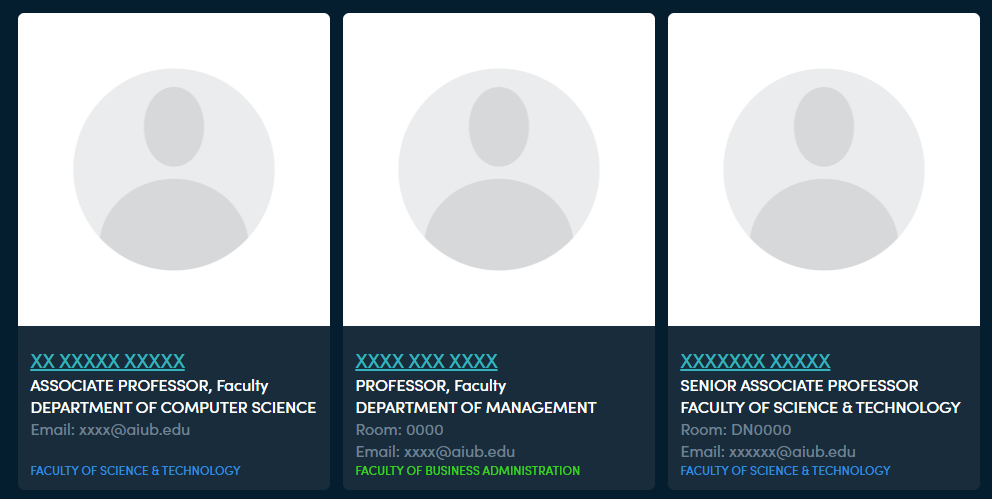 XX XXXXX XXXXX
ASSOCIATE PROFESSOR, Faculty
DEPARTMENT OF COMPUTER SCIENCE
Email: xxxx@aiub.edu
FACULTY OF SCIENCE & TECHNOLOGY
XXXX XXX XXXX
PROFESSOR, Faculty
DEPARTMENT OF MANAGEMENT
Room: 0000
Email: xxxx@aiub.edu
FACULTY OF BUSINESS ADMINISTRATION
XXXXXXX XXXXX
SENIOR ASSOCIATE PROFESSOR
FACULTY OF SCIENCE & TECHNOLOGY
Room: DN0000
Email: xxxxxx@aiub.edu
FACULTY OF SCIENCE & TECHNOLOGY